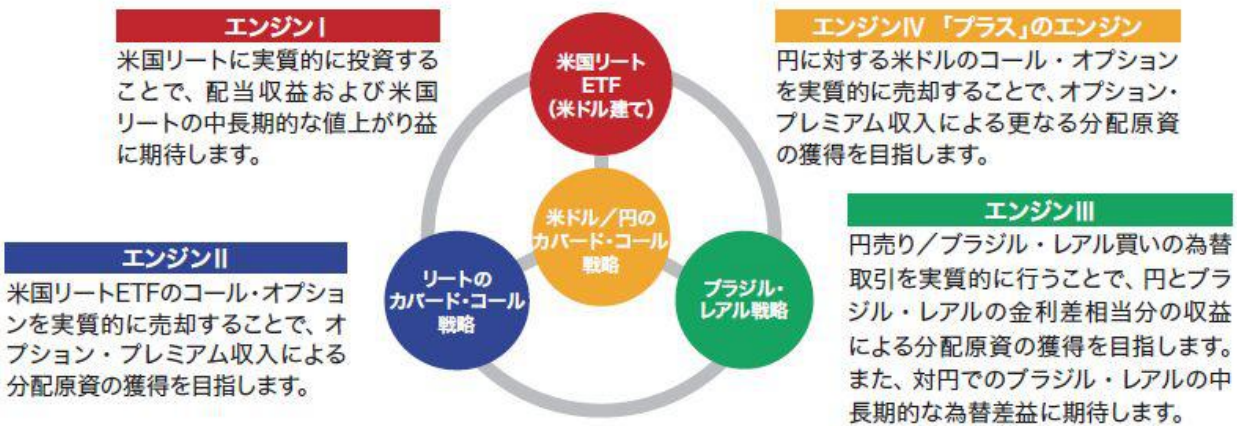 エンジンⅠ
米国リートに実質的に投資する
ことで、配当収益および米国
リートの中長期的な値上がり益
に期待します。
米国リート
ETF
(米ドル建て)
エンジンⅣ 「プラス」のエンジン
円に対する米ドルのコール・オプション
を実質的に売却することで、オプション・
プレミアム収入による更なる分配原資
の獲得を目指します。
エンジンⅡ
米国リートETFのコール・オプショ
ンを実質的に売却することで、オ
プション・プレミアム収入による
分配原資の獲得を目指します。
リートの
カバード・コール
戦略
米ドル／円の
カバード・コール
戦略
ブラジル・
レアル戦略
エンジンⅢ
円売り／ブラジル・レアル買いの為替
取引を実質的に行うことで、円とブラ
ジル・レアルの金利差相当分の収益
による分配原資の獲得を目指します。
また、対円でのブラジル・レアルの中
長期的な為替差益に期待します。